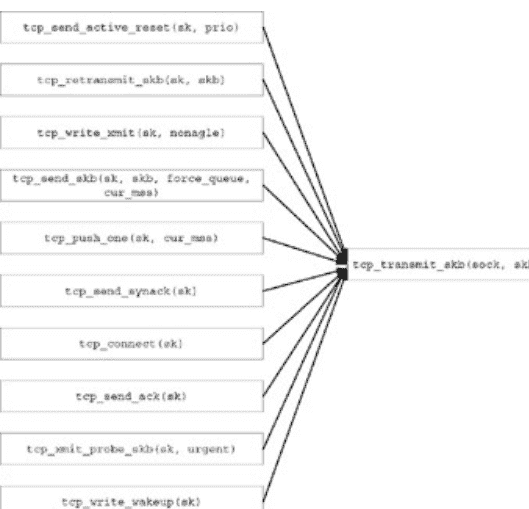 tcp_send_active_reset(sk, prio)
tcp_retransmit_skb(sk, skb)
tcp_write_xmit(sk, nonagle)
tcp_send_skb(sk, skb, force_queue,
cur_mss)
tcp_push_one(sk, cur_mss)
tcp_transmit_skb(sock, sk
tcp_send_synack(sk)
tcp_connect(sk)
tcp_send_ack(sk)
tcp_xmit_probe_skb(sk, urgent)
tcp_write_wakeup(sk)